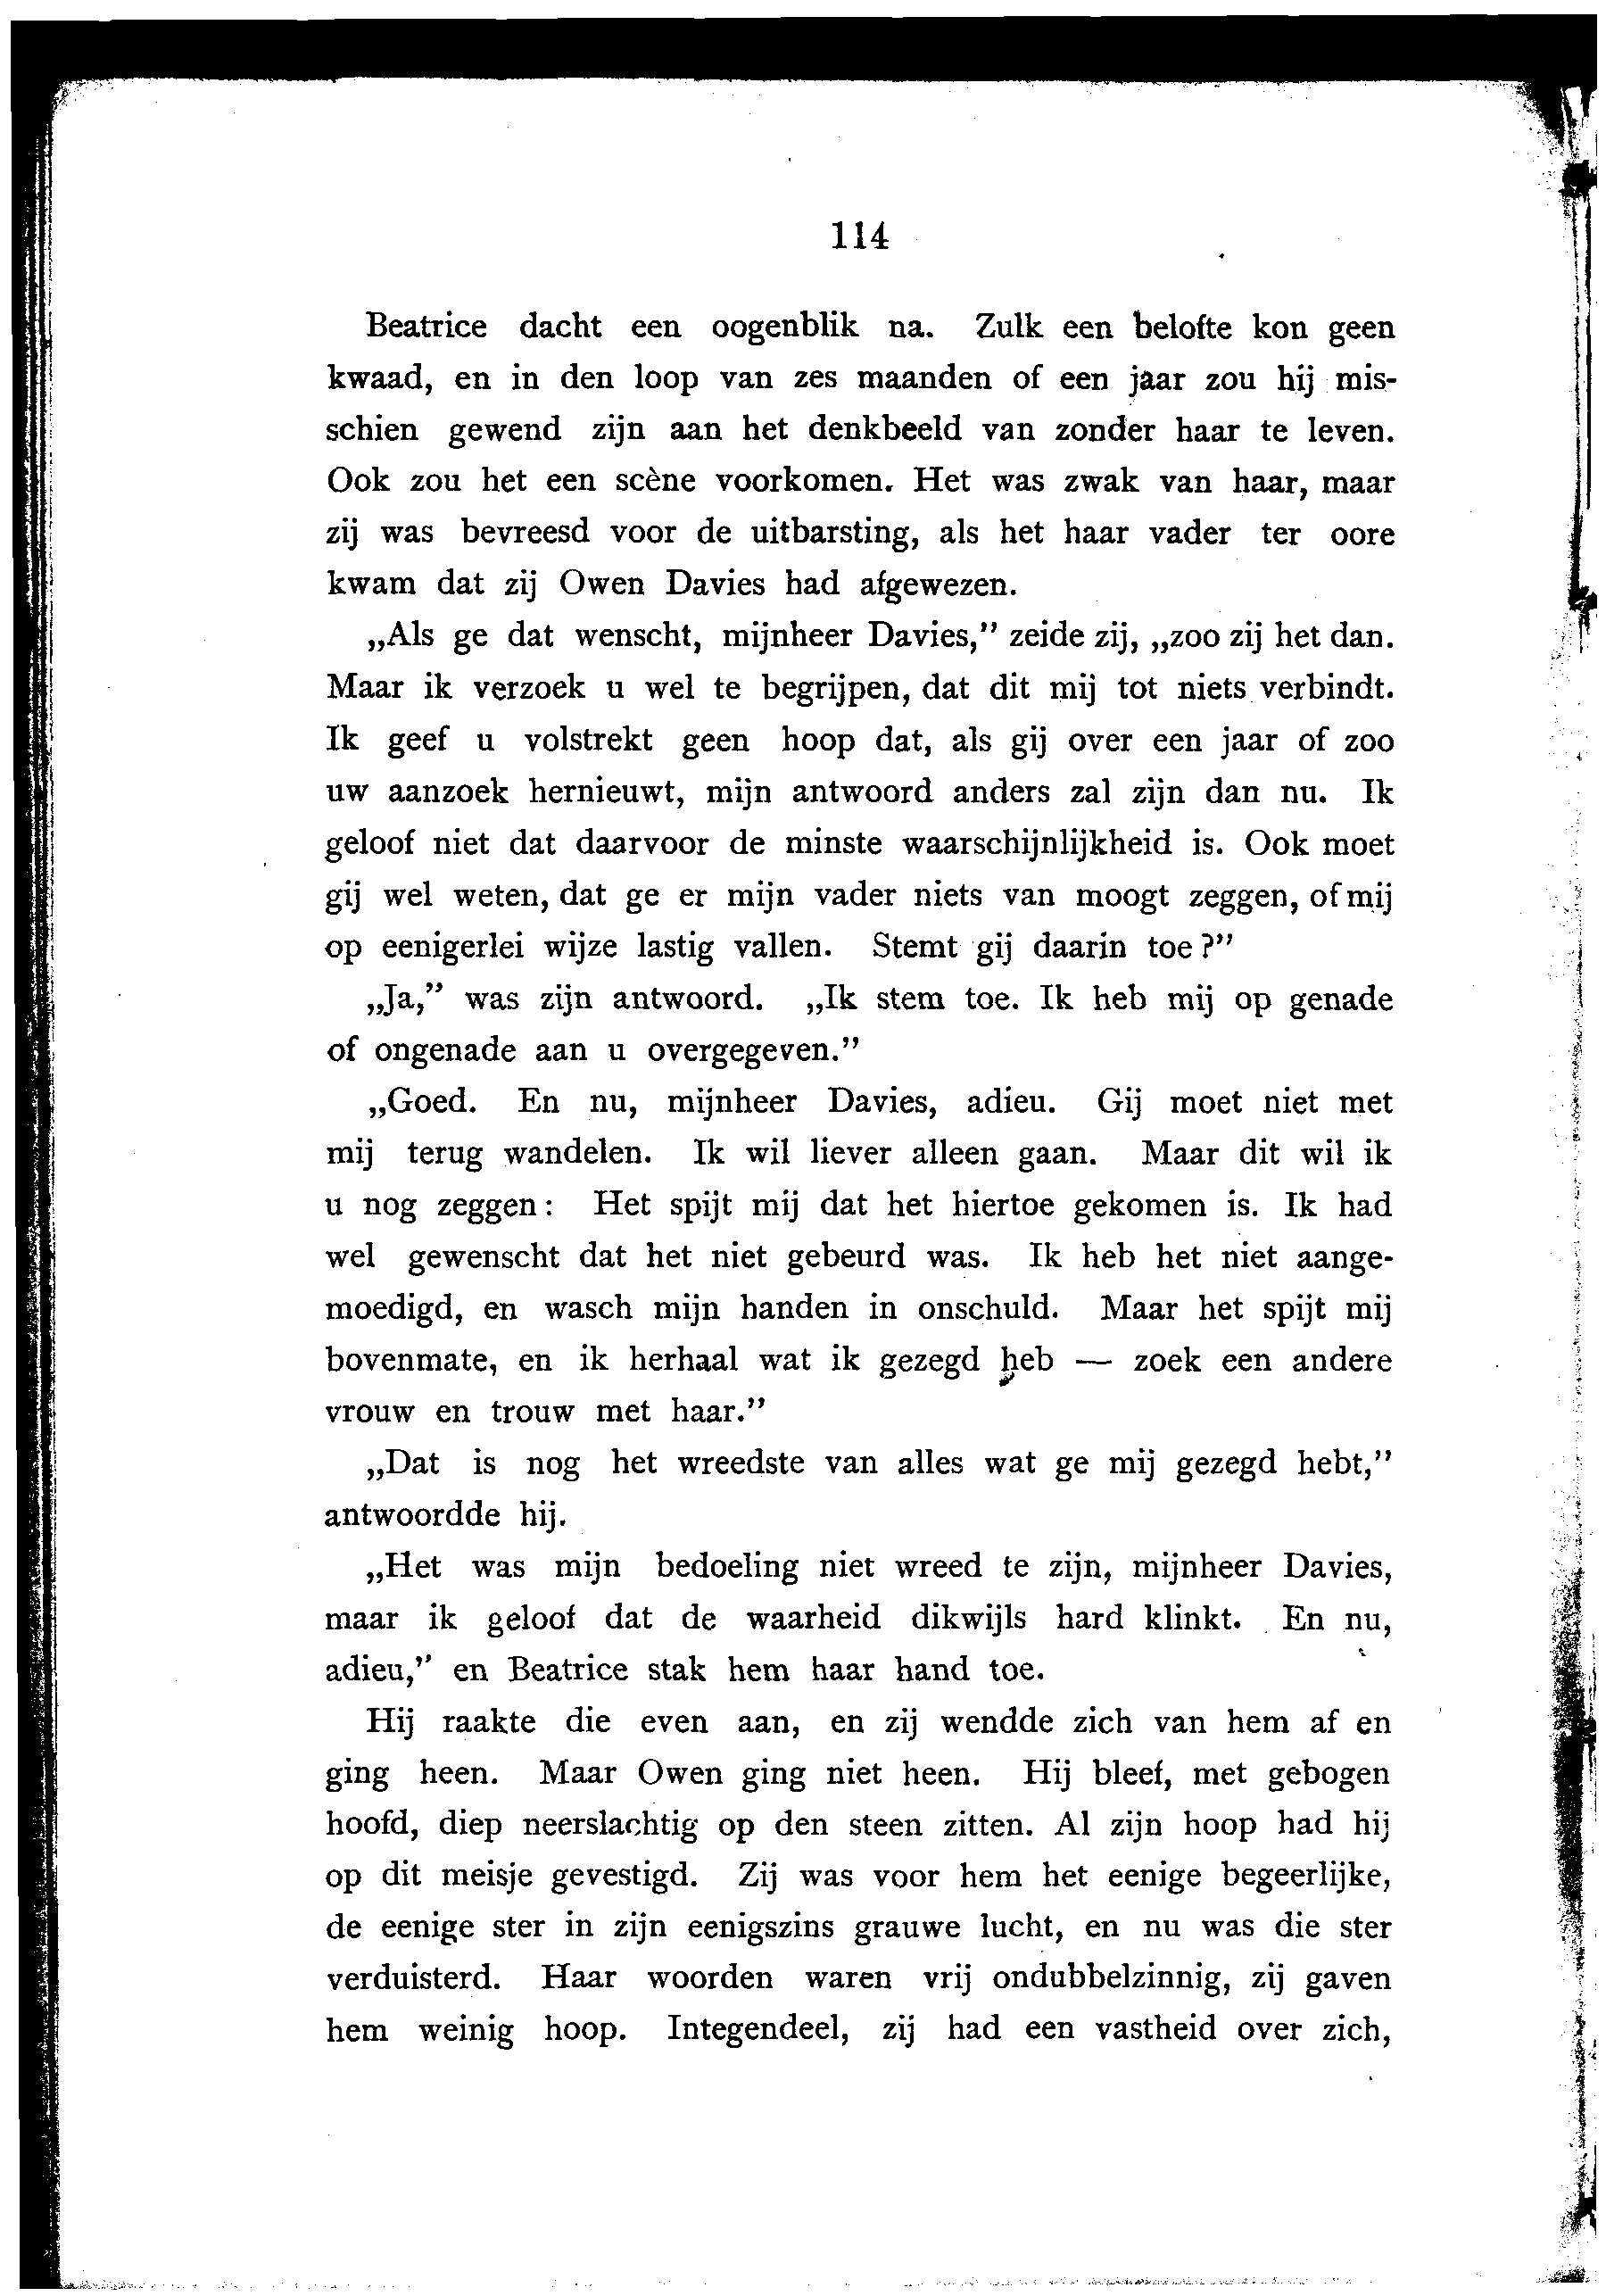 114
Beatrice dacht een oogenblik na. Zulk een belofte kon geen
kwaad, en in den loop van zes maanden of een jaar zou hij mis-
schien gewend zijn aan het denkbeeld van zonder haar te leven.
Ook zou het een scène voorkomen. Het was zwak van haar, maar
zij was bevreesd voor de uitbarsting, als het haar vader ter oore
kwam dat zij Owen Davies had afgewezen.
„Als ge dat wenscht, mijnheer Davies,” zeide zij, „zoo zij het dan.
Maar ik verzoek u wel te begrijpen, dat dit mij tot niets verbindt.
Ik geef u volstrekt geen hoop dat, als gij over een jaar of zoo
uw aanzoek hernieuwt, mijn antwoord anders zal zijn dan nu. Ik
geloof niet dat daarvoor de minste waarschijnlijkheid is. Ook moet
gij wel weten, dat ge er mijn vader niets van moogt zeggen, of mij
op eenigerlei wijze lastig vallen. Stemt gij daarin toe?”
„Ja,” was zijn antwoord. „Ik stem toe. Ik heb mij op genade
of ongenade aan u overgegeven.”
„Goed. En nu, mijnheer Davies, adieu. Gij moet niet met
mij terug wandelen. Ik wil liever alleen gaan. Maar dit wil ik
u nog zeggen: Het spijt mij dat het hiertoe gekomen is. Ik had
wel gewenscht dat het niet gebeurd was. Ik heb het niet aange-
moedigd, en wasch mijn handen in onschuld. Maar het spijt mij
bovenmate, en ik herhaal wat ik gezegd heb — zoek een andere
vrouw en trouw met haar.”
„Dat is nog het wreedste van alles wat ge mij gezegd hebt,”
antwoordde hij.
„Het was mijn bedoeling niet wreed te zijn, mijnheer Davies,
maar ik geloof dat de waarheid dikwijls hard klinkt. En nu,
adieu,” en Beatrice stak hem haar hand toe.
Hij raakte die even aan, en zij wendde zich van hem af en
ging heen. Maar Owen ging niet heen. Hij bleef, met gebogen
hoofd, diep neerslachtig op den steen zitten. Al zijn hoop had hij
op dit meisje gevestigd. Zij was voor hem het eenige begeerlijke,
de eenige ster in zijn eenigszins grauwe lucht, en nu was die ster
verduisterd. Haar woorden waren vrij ondubbelzinnig, zij gaven
hem weinig hoop. Integendeel, zij had een vastheid over zich,